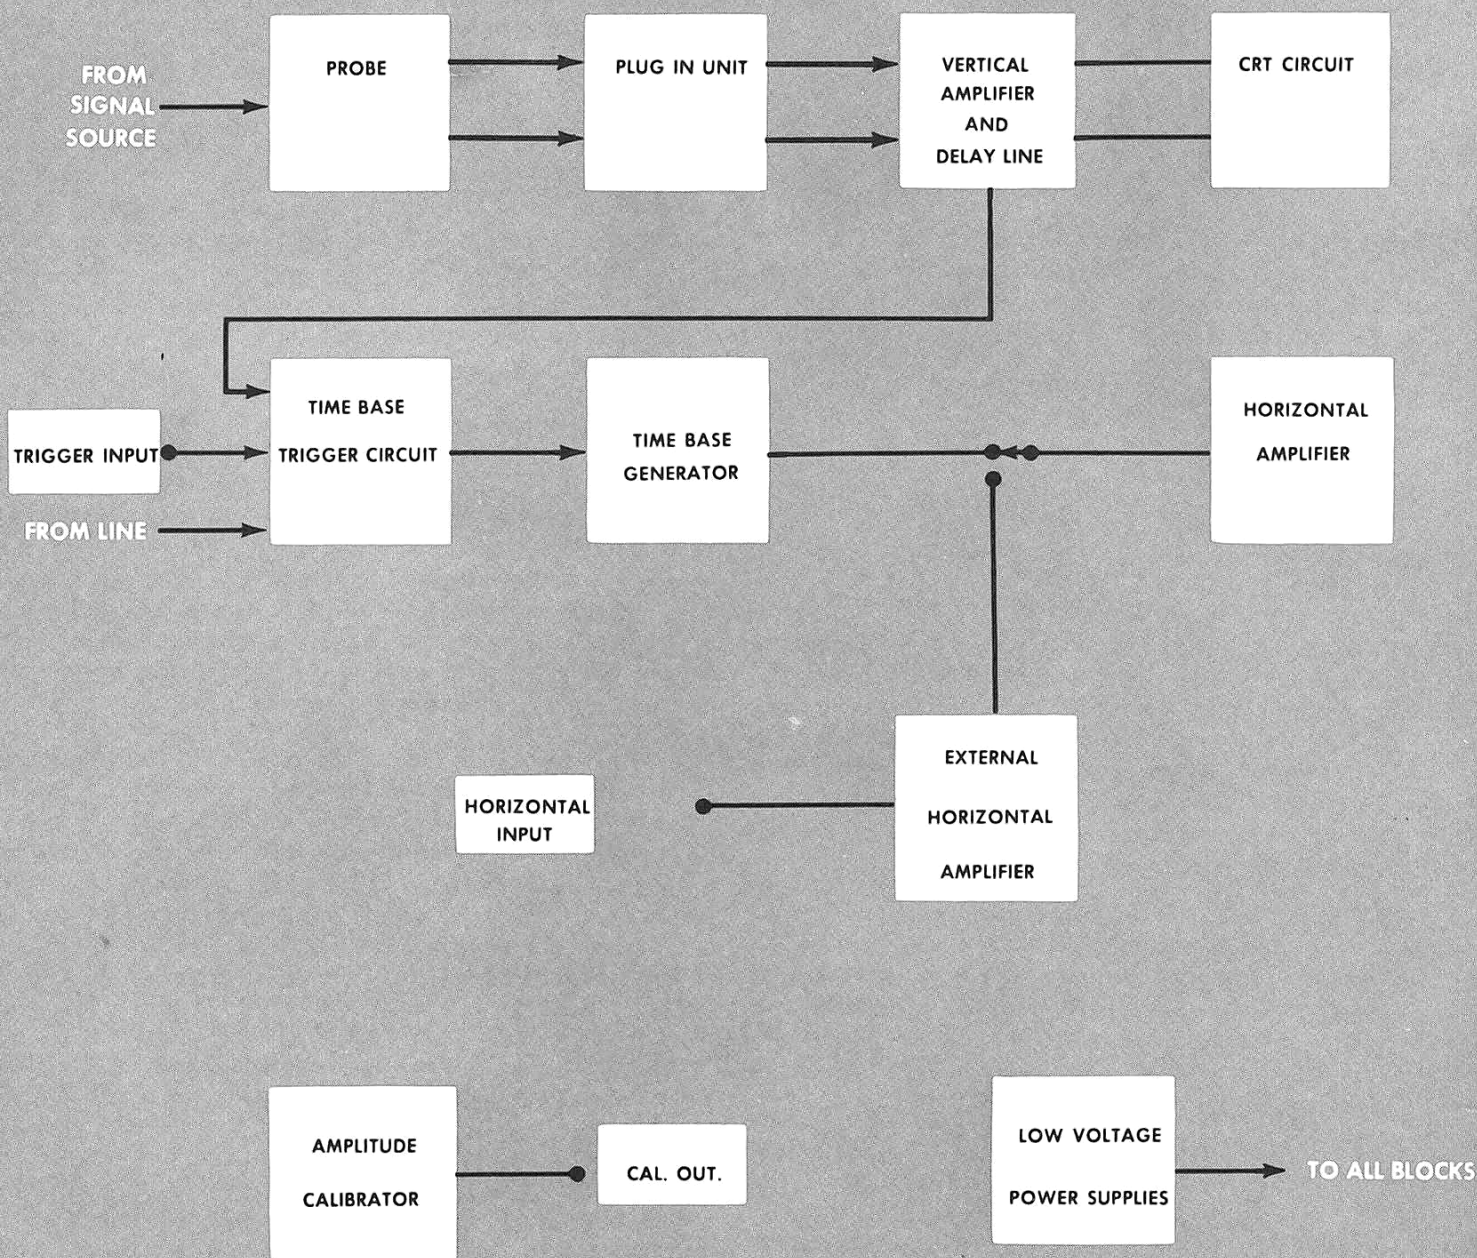 FROM
SIGNAL
SOURCE
PROBE
PLUG IN UNIT
VERTICAL
AMPLIFIER
AND
DELAY LINE
CRT CIRCUIT
TRIGGER INPUT
FROM LINE
TIME BASE
TRIGGER CIRCUIT
TIME BASE
GENERATOR
HORIZONTAL
AMPLIFIER
HORIZONTAL
INPUT
EXTERNAL
HORIZONTAL
AMPLIFIER
AMPLITUDE
CALIBRATOR
CAL. OUT.
LOW VOLTAGE
POWER SUPPLIES
TO ALL BLOCKS